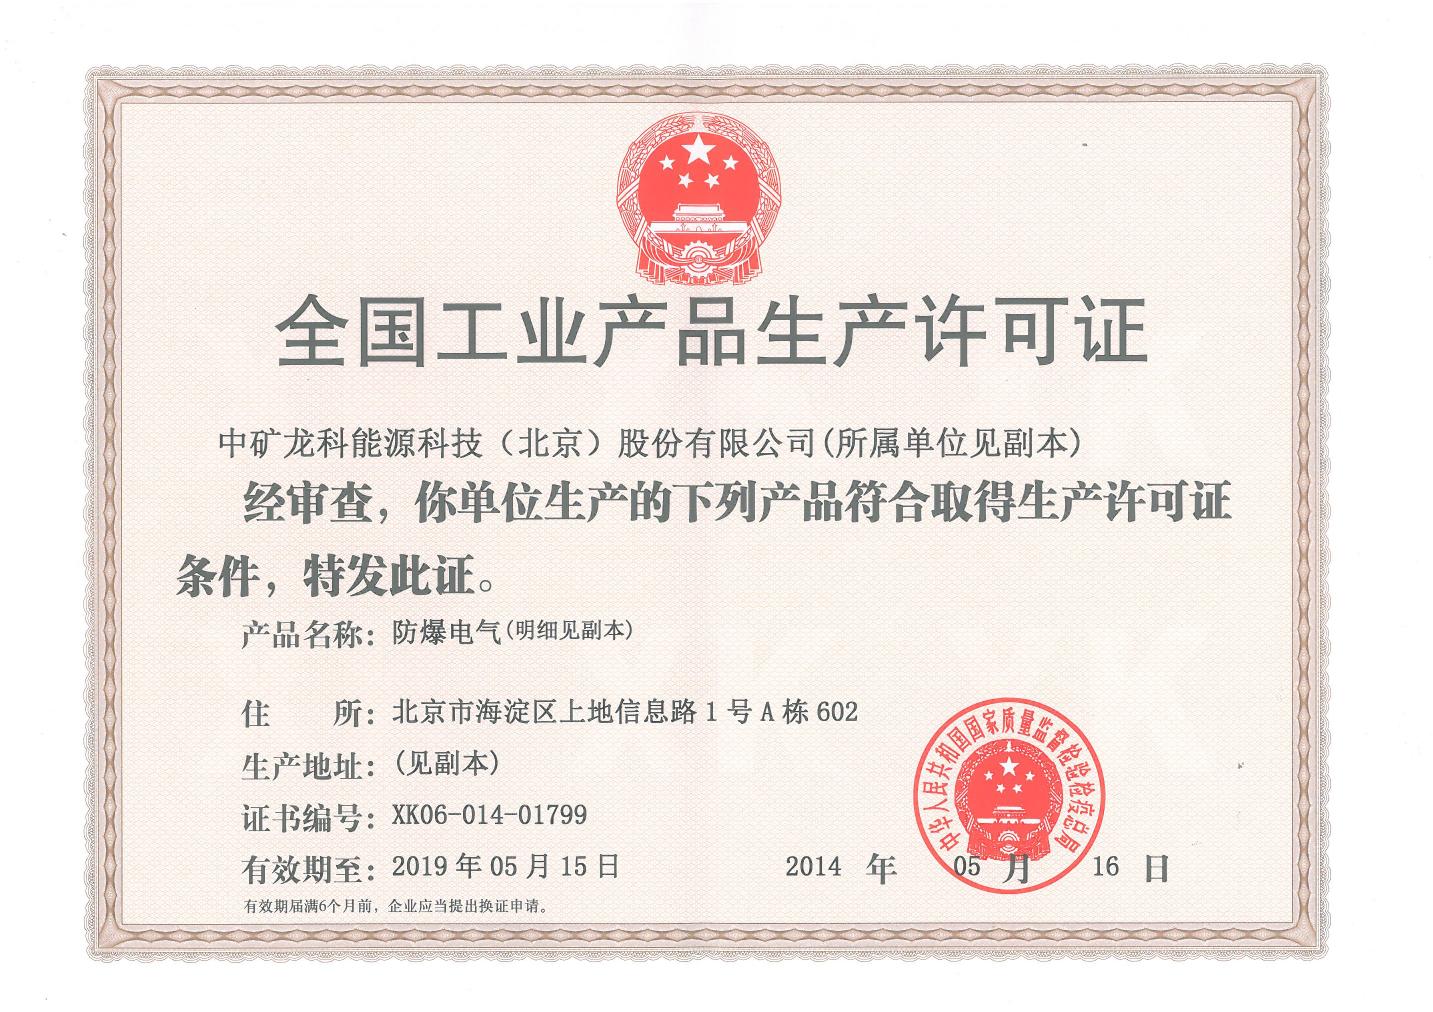 全国工业产品生产许可证
中矿龙科能源科技（北京）股份有限公司(所属单位见副本)
经审查，你单位生产的下列产品符合取得生产许可证
条件，特发此证。
产品名称：防爆电气(明细见副本)
住 所：北京市海淀区上地信息路1号A栋602
生产地址：(见副本)
证书编号：XK06-014-01799
有效期至：2019年05月15日
2014 年 05 月 16 日
有效期届满6个月前，企业应当提出换证申请。
中华人民共和国国家质量监督检验检疫总局